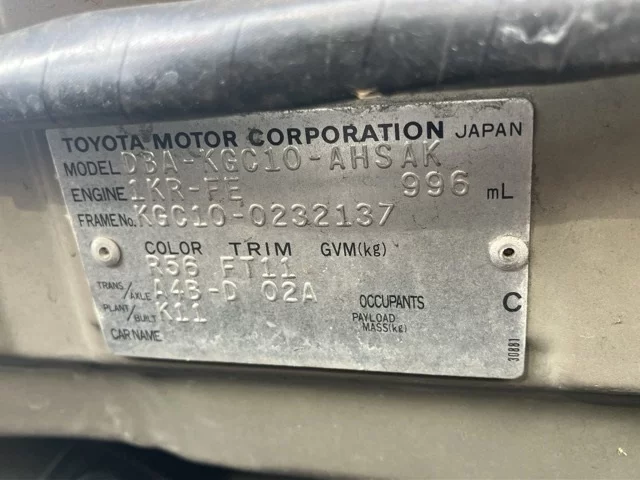 TOYOTA MOTOR CORPORATION JAPAN
MODEL DBA-KGC10-AHSAK
ENGINE 1KR-FE 996 mL
FRAME No. KGC10-0232137
COLOR TRIM GVM(kg)
R56 FT11
TRANS/AXLE A4B-D 02A
PLANT/BUILT K11
OCCUPANTS C
PAYLOAD MASS(kg)
CAR NAME
30881